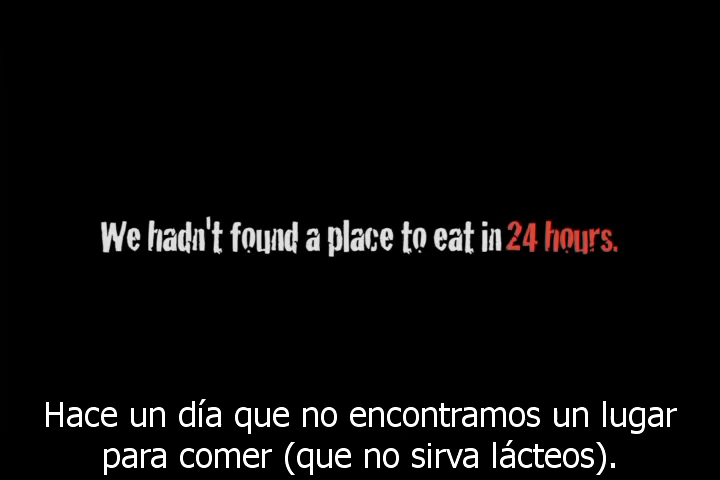 We hadn't found a place to eat in 24 hours.
Hace un día que no encontramos un lugar
para comer (que no sirva lácteos).